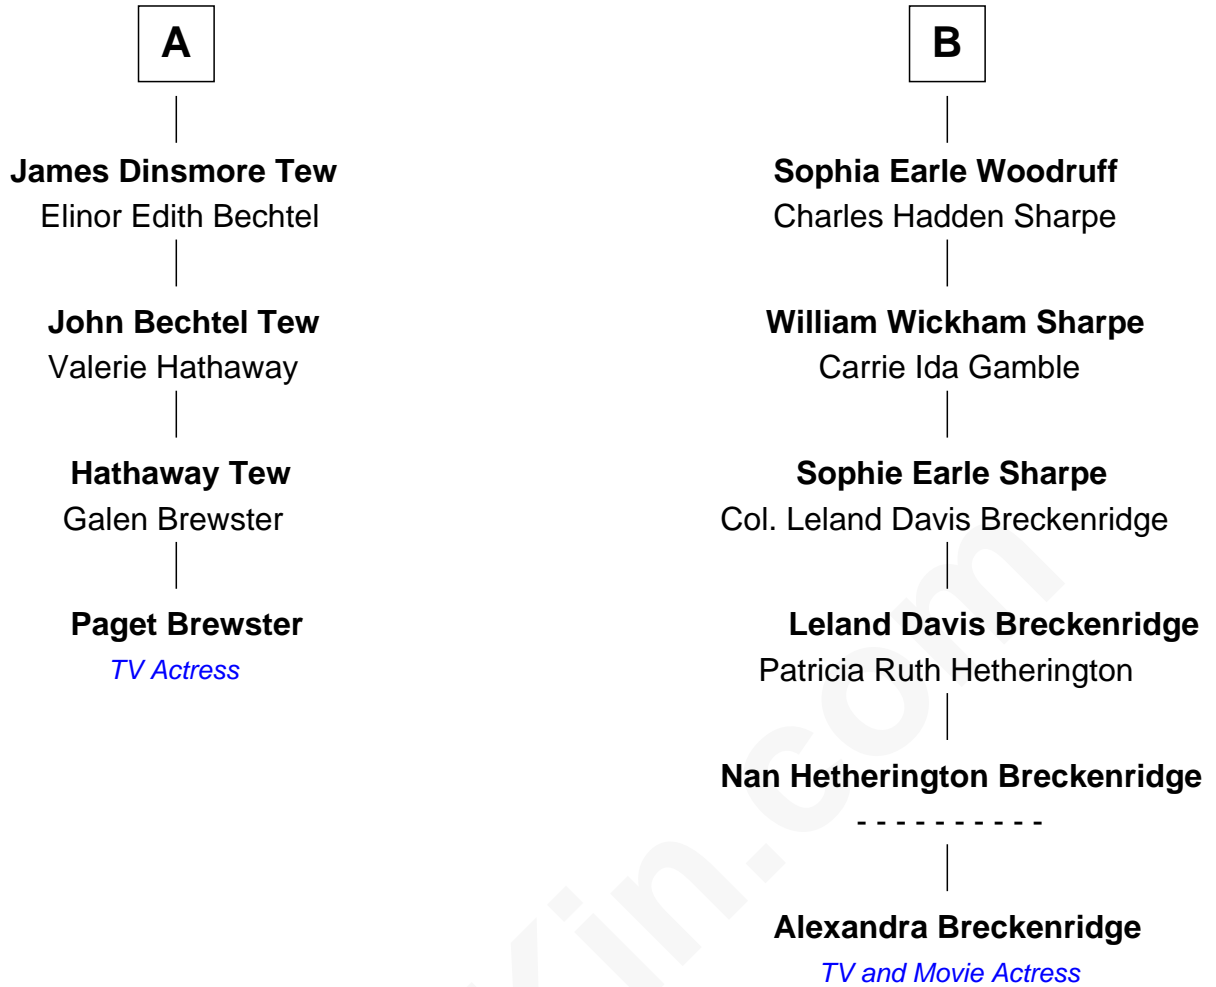 A
James Dinsmore Tew
Elinor Edith Bechtel
John Bechtel Tew
Valerie Hathaway
Hathaway Tew
Galen Brewster
Paget Brewster
TV Actress
B
Sophia Earle Woodruff
Charles Hadden Sharpe
William Wickham Sharpe
Carrie Ida Gamble
Sophie Earle Sharpe
Col. Leland Davis Breckenridge
Leland Davis Breckenridge
Patricia Ruth Hetherington
Nan Hetherington Breckenridge
- - - - - - - - - -
Alexandra Breckenridge
TV and Movie Actress
Kin.com